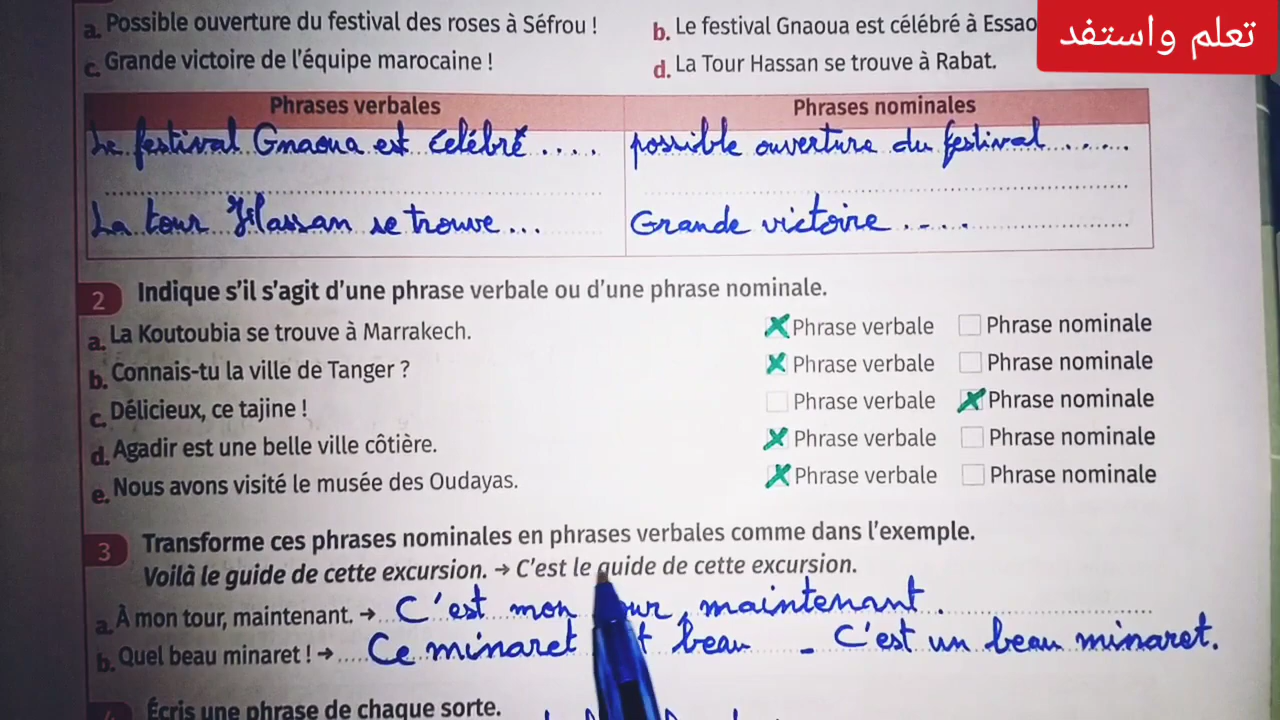 a. Possible ouverture du festival des roses à Séfrou !
b. Le festival Gnaoua est célébré à Essao
تعلم واستفد
c. Grande victoire de l'équipe marocaine !
d. La Tour Hassan se trouve à Rabat.
Phrases verbales
Phrases nominales
Le festival Gnaoua est célébré ....
possible ouverture du festival ......
La tour Hassan se trouve ...
Grande victoire .....
2 Indique s'il s'agit d'une phrase verbale ou d'une phrase nominale.
a. La Koutoubia se trouve à Marrakech. Phrase verbale Phrase nominale
b. Connais-tu la ville de Tanger ? Phrase verbale Phrase nominale
c. Délicieux, ce tajine ! Phrase verbale Phrase nominale
d. Agadir est une belle ville côtière. Phrase verbale Phrase nominale
e. Nous avons visité le musée des Oudayas. Phrase verbale Phrase nominale
3 Transforme ces phrases nominales en phrases verbales comme dans l'exemple.
Voilà le guide de cette excursion. → C'est le guide de cette excursion.
a. À mon tour, maintenant. → C'est mon , maintenant.
b. Quel beau minaret ! → Ce minaret beau - C'est un beau minaret.
Écris une phrase de chaque sorte.